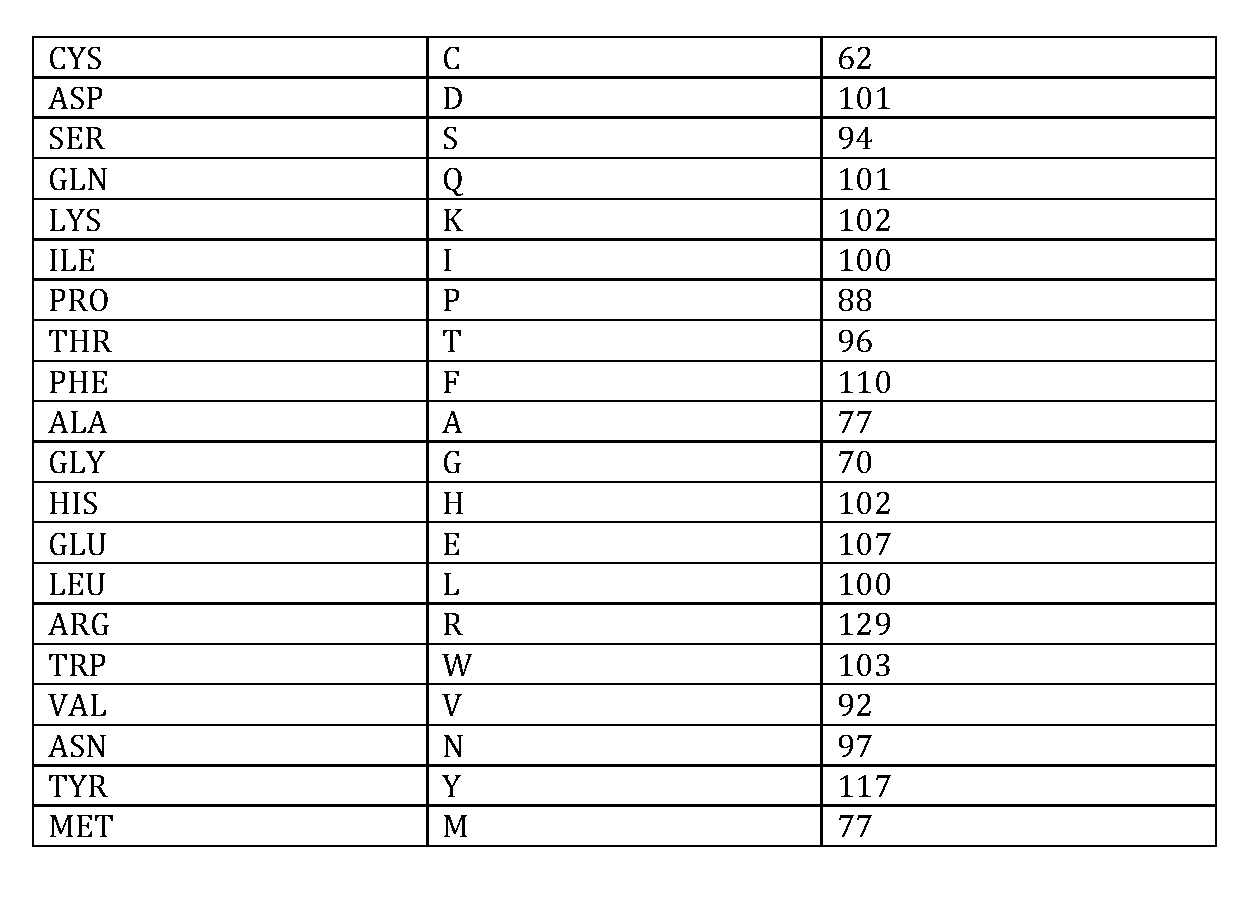 CYS C 62
ASP D 101
SER S 94
GLN Q 101
LYS K 102
ILE I 100
PRO P 88
THR T 96
PHE F 110
ALA A 77
GLY G 70
HIS H 102
GLU E 107
LEU L 100
ARG R 129
TRP W 103
VAL V 92
ASN N 97
TYR Y 117
MET M 77